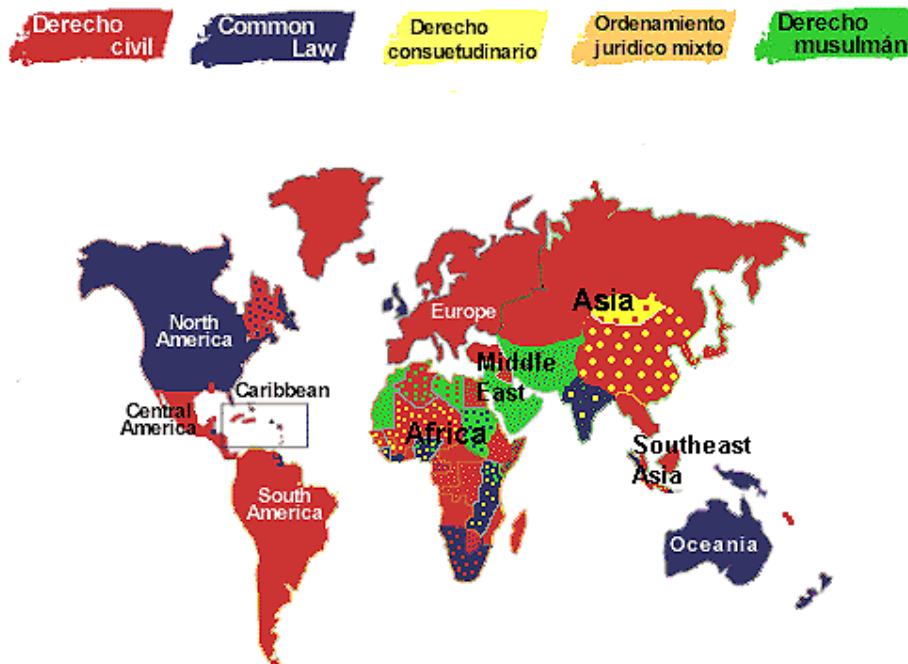 Derecho
civil
Common
Law
Derecho
consuetudinario
Ordenamiento
juridico mixto
Derecho
musulmán
North
America
Central
America
Caribbean
South
America
Europe
Asia
Middle
East
Africa
Southeast
Asia
Oceania